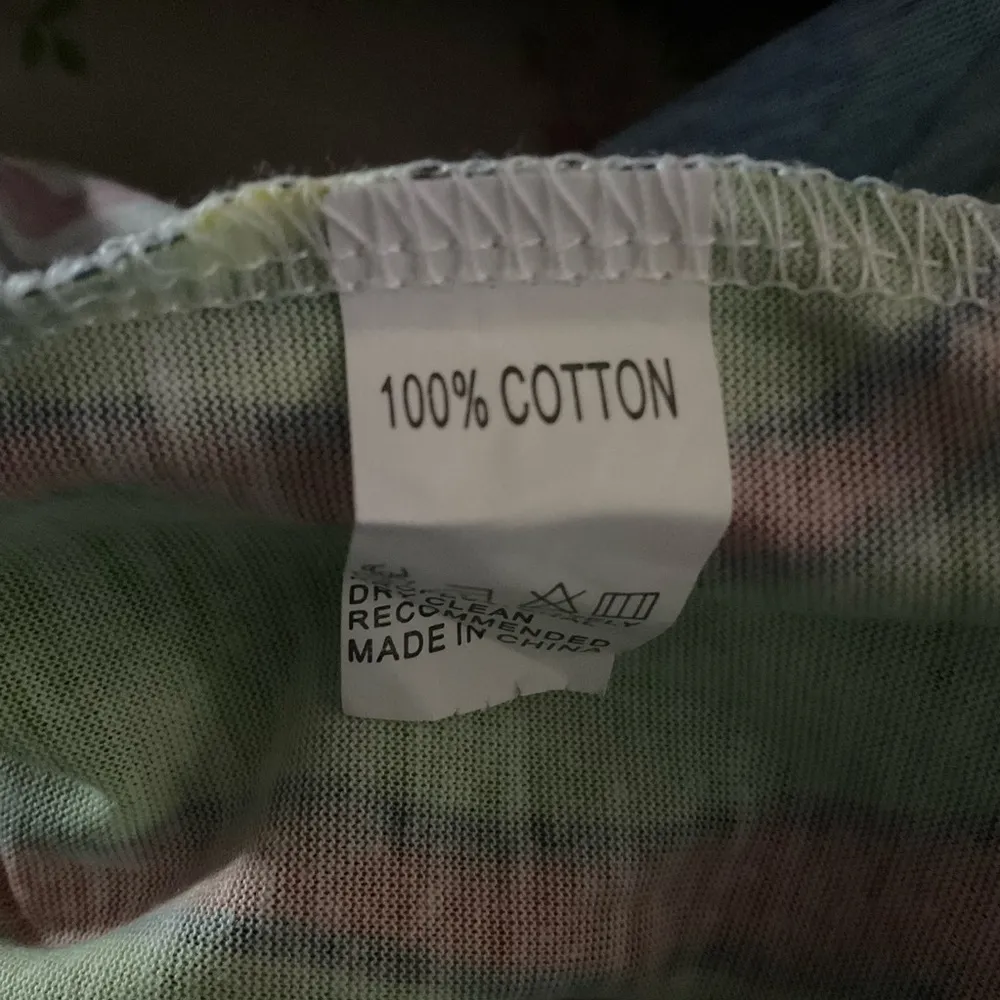 100% COTTON
DRY CLEAN
RECOMMENDED
MADE IN CHINA